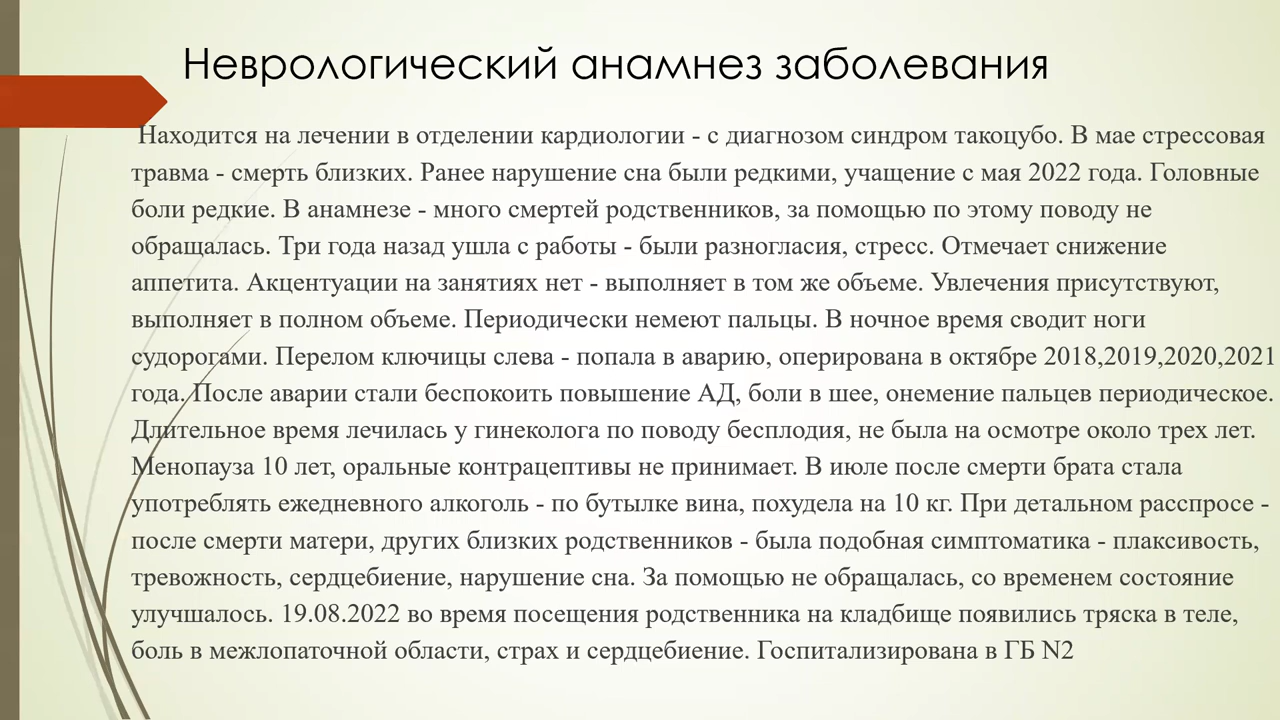 Неврологический анамнез заболевания
Находится на лечении в отделении кардиологии - с диагнозом синдром такоцубо. В мае стрессовая
травма - смерть близких. Ранее нарушение сна были редкими, учащение с мая 2022 года. Головные
боли редкие. В анамнезе - много смертей родственников, за помощью по этому поводу не
обращалась. Три года назад ушла с работы - были разногласия, стресс. Отмечает снижение
аппетита. Акцентуации на занятиях нет - выполняет в том же объеме. Увлечения присутствуют,
выполняет в полном объеме. Периодически немеют пальцы. В ночное время сводит ноги
судорогами. Перелом ключицы слева - попала в аварию, оперирована в октябре 2018,2019,2020,2021
года. После аварии стали беспокоить повышение АД, боли в шее, онемение пальцев периодическое.
Длительное время лечилась у гинеколога по поводу бесплодия, не была на осмотре около трех лет.
Менопауза 10 лет, оральные контрацептивы не принимает. В июле после смерти брата стала
употреблять ежедневного алкоголь - по бутылке вина, похудела на 10 кг. При детальном расспросе -
после смерти матери, других близких родственников - была подобная симптоматика - плаксивость,
тревожность, сердцебиение, нарушение сна. За помощью не обращалась, со временем состояние
улучшалось. 19.08.2022 во время посещения родственника на кладбище появились тряска в теле,
боль в межлопаточной области, страх и сердцебиение. Госпитализирована в ГБ N2